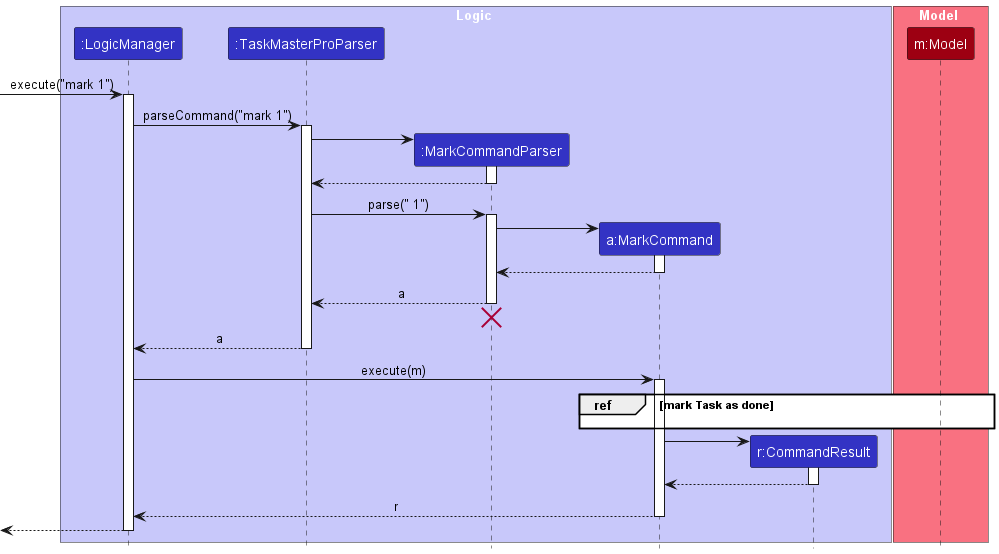 Logic
Model
:LogicManager
:TaskMasterProParser
m:Model
execute("mark 1")
parseCommand("mark 1")
:MarkCommandParser
parse(" 1")
a:MarkCommand
a
a
execute(m)
ref
[mark Task as done]
r:CommandResult
r